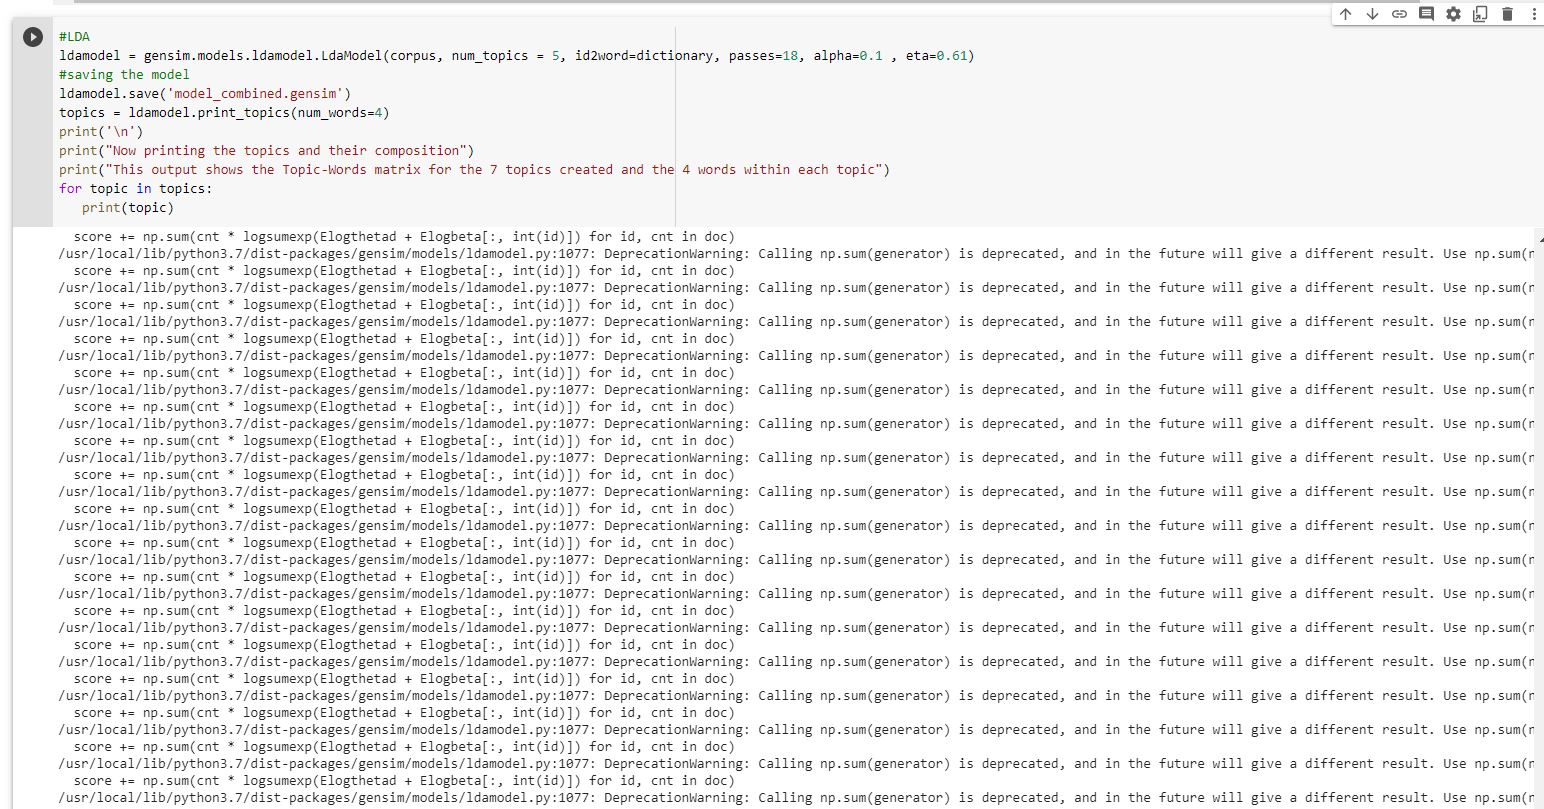 #LDA
ldamodel = gensim.models.ldamodel.LdaModel(corpus, num_topics = 5, id2word=dictionary, passes=18, alpha=0.1 , eta=0.61)
#saving the model
ldamodel.save('model_combined.gensim')
topics = ldamodel.print_topics(num_words=4)
print('\n')
print("Now printing the topics and their composition")
print("This output shows the Topic-Words matrix for the 7 topics created and the 4 words within each topic")
for topic in topics:
   print(topic)
  score += np.sum(cnt * logsumexp(Elogthetad + Elogbeta[:, int(id)]) for id, cnt in doc)
/usr/local/lib/python3.7/dist-packages/gensim/models/ldamodel.py:1077: DeprecationWarning: Calling np.sum(generator) is deprecated, and in the future will give a different result. Use np.sum(n
  score += np.sum(cnt * logsumexp(Elogthetad + Elogbeta[:, int(id)]) for id, cnt in doc)
/usr/local/lib/python3.7/dist-packages/gensim/models/ldamodel.py:1077: DeprecationWarning: Calling np.sum(generator) is deprecated, and in the future will give a different result. Use np.sum(n
  score += np.sum(cnt * logsumexp(Elogthetad + Elogbeta[:, int(id)]) for id, cnt in doc)
/usr/local/lib/python3.7/dist-packages/gensim/models/ldamodel.py:1077: DeprecationWarning: Calling np.sum(generator) is deprecated, and in the future will give a different result. Use np.sum(n
  score += np.sum(cnt * logsumexp(Elogthetad + Elogbeta[:, int(id)]) for id, cnt in doc)
/usr/local/lib/python3.7/dist-packages/gensim/models/ldamodel.py:1077: DeprecationWarning: Calling np.sum(generator) is deprecated, and in the future will give a different result. Use np.sum(n
  score += np.sum(cnt * logsumexp(Elogthetad + Elogbeta[:, int(id)]) for id, cnt in doc)
/usr/local/lib/python3.7/dist-packages/gensim/models/ldamodel.py:1077: DeprecationWarning: Calling np.sum(generator) is deprecated, and in the future will give a different result. Use np.sum(n
  score += np.sum(cnt * logsumexp(Elogthetad + Elogbeta[:, int(id)]) for id, cnt in doc)
/usr/local/lib/python3.7/dist-packages/gensim/models/ldamodel.py:1077: DeprecationWarning: Calling np.sum(generator) is deprecated, and in the future will give a different result. Use np.sum(n
  score += np.sum(cnt * logsumexp(Elogthetad + Elogbeta[:, int(id)]) for id, cnt in doc)
/usr/local/lib/python3.7/dist-packages/gensim/models/ldamodel.py:1077: DeprecationWarning: Calling np.sum(generator) is deprecated, and in the future will give a different result. Use np.sum(n
  score += np.sum(cnt * logsumexp(Elogthetad + Elogbeta[:, int(id)]) for id, cnt in doc)
/usr/local/lib/python3.7/dist-packages/gensim/models/ldamodel.py:1077: DeprecationWarning: Calling np.sum(generator) is deprecated, and in the future will give a different result. Use np.sum(n
  score += np.sum(cnt * logsumexp(Elogthetad + Elogbeta[:, int(id)]) for id, cnt in doc)
/usr/local/lib/python3.7/dist-packages/gensim/models/ldamodel.py:1077: DeprecationWarning: Calling np.sum(generator) is deprecated, and in the future will give a different result. Use np.sum(n
  score += np.sum(cnt * logsumexp(Elogthetad + Elogbeta[:, int(id)]) for id, cnt in doc)
/usr/local/lib/python3.7/dist-packages/gensim/models/ldamodel.py:1077: DeprecationWarning: Calling np.sum(generator) is deprecated, and in the future will give a different result. Use np.sum(n
  score += np.sum(cnt * logsumexp(Elogthetad + Elogbeta[:, int(id)]) for id, cnt in doc)
/usr/local/lib/python3.7/dist-packages/gensim/models/ldamodel.py:1077: DeprecationWarning: Calling np.sum(generator) is deprecated, and in the future will give a different result. Use np.sum(n
  score += np.sum(cnt * logsumexp(Elogthetad + Elogbeta[:, int(id)]) for id, cnt in doc)
/usr/local/lib/python3.7/dist-packages/gensim/models/ldamodel.py:1077: DeprecationWarning: Calling np.sum(generator) is deprecated, and in the future will give a different result. Use np.sum(n
  score += np.sum(cnt * logsumexp(Elogthetad + Elogbeta[:, int(id)]) for id, cnt in doc)
/usr/local/lib/python3.7/dist-packages/gensim/models/ldamodel.py:1077: DeprecationWarning: Calling np.sum(generator) is deprecated, and in the future will give a different result. Use np.sum(n
  score += np.sum(cnt * logsumexp(Elogthetad + Elogbeta[:, int(id)]) for id, cnt in doc)
/usr/local/lib/python3.7/dist-packages/gensim/models/ldamodel.py:1077: DeprecationWarning: Calling np.sum(generator) is deprecated, and in the future will give a different result. Use np.sum(n
  score += np.sum(cnt * logsumexp(Elogthetad + Elogbeta[:, int(id)]) for id, cnt in doc)
/usr/local/lib/python3.7/dist-packages/gensim/models/ldamodel.py:1077: DeprecationWarning: Calling np.sum(generator) is deprecated, and in the future will give a different result. Use np.sum(n
  score += np.sum(cnt * logsumexp(Elogthetad + Elogbeta[:, int(id)]) for id, cnt in doc)
/usr/local/lib/python3.7/dist-packages/gensim/models/ldamodel.py:1077: DeprecationWarning: Calling np.sum(generator) is deprecated, and in the future will give a different result. Use np.sum(n
  score += np.sum(cnt * logsumexp(Elogthetad + Elogbeta[:, int(id)]) for id, cnt in doc)
/usr/local/lib/python3.7/dist-packages/gensim/models/ldamodel.py:1077: DeprecationWarning: Calling np.sum(generator) is deprecated, and in the future will give a different result. Use np.sum(n